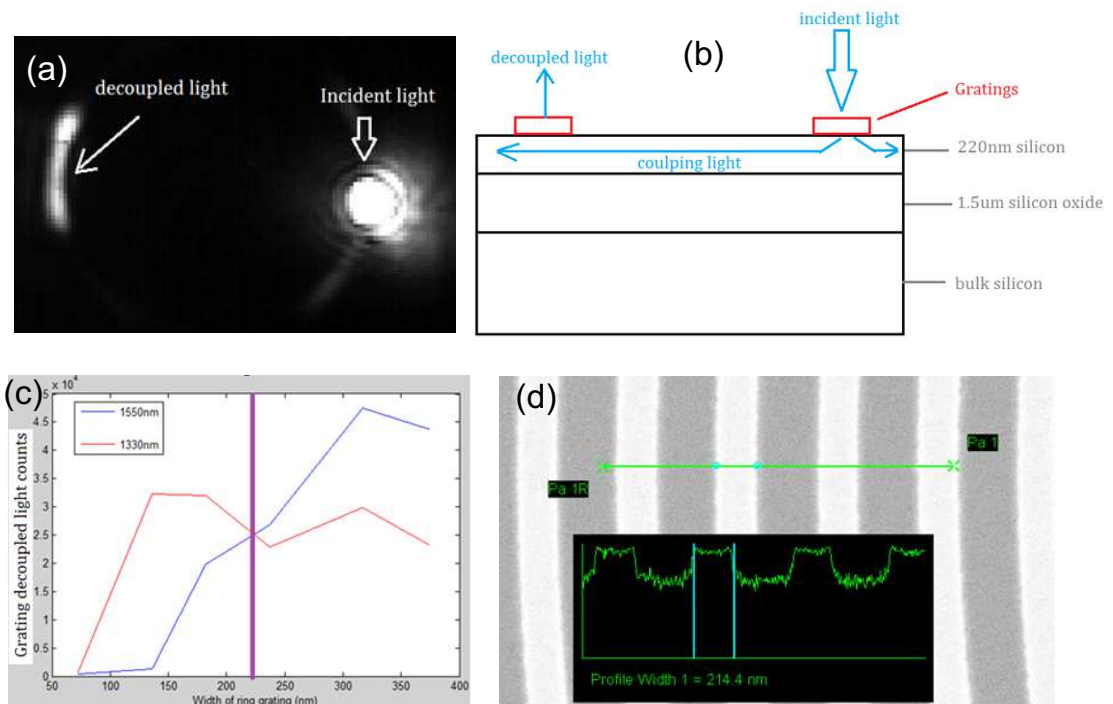 (a)
decoupled light
Incident light
(b)
incident light
decoupled light
Gratings
220nm silicon
coulping light
1.5um silicon oxide
bulk silicon
(c)
x 10⁴
Grating decoupled light counts
5
4.5
4
3.5
3
2.5
2
1.5
1
0.5
0
1550nm
1330nm
50 100 150 200 250 300 350 400
Width of ring grating (nm)
(d)
Pa 1
Pa 1R
Profile Width 1 = 214.4 nm